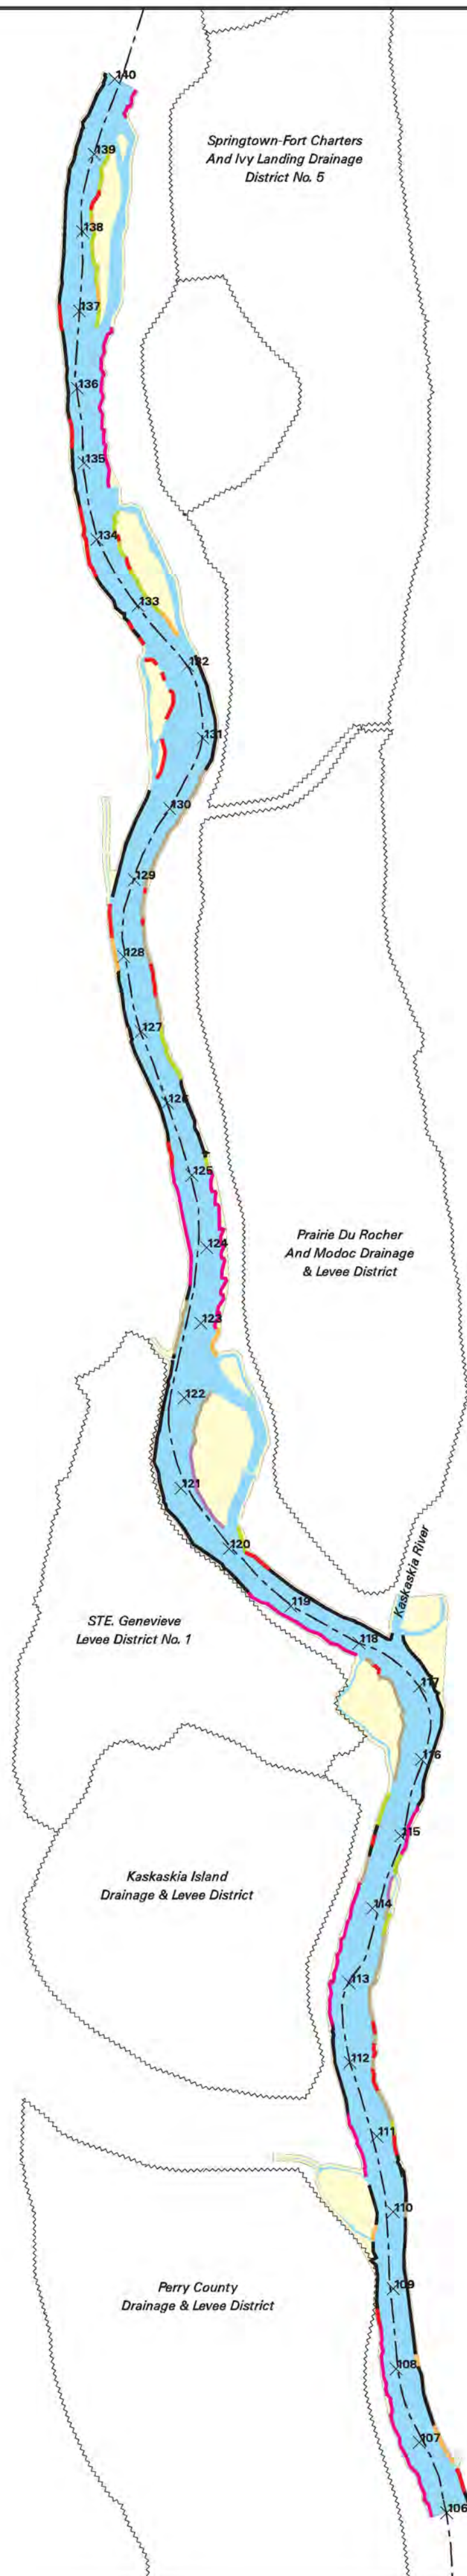 140
Springtown-Fort Charters
And Ivy Landing Drainage
District No. 5
139
138
137
136
135
134
133
132
131
130
129
128
127
126
125
Prairie Du Rocher
And Modoc Drainage
& Levee District
124
123
122
121
120
Kaskaskia River
119
STE. Genevieve
Levee District No. 1
118
117
116
115
Kaskaskia Island
Drainage & Levee District
114
113
112
111
110
Perry County
Drainage & Levee District
109
108
107
106